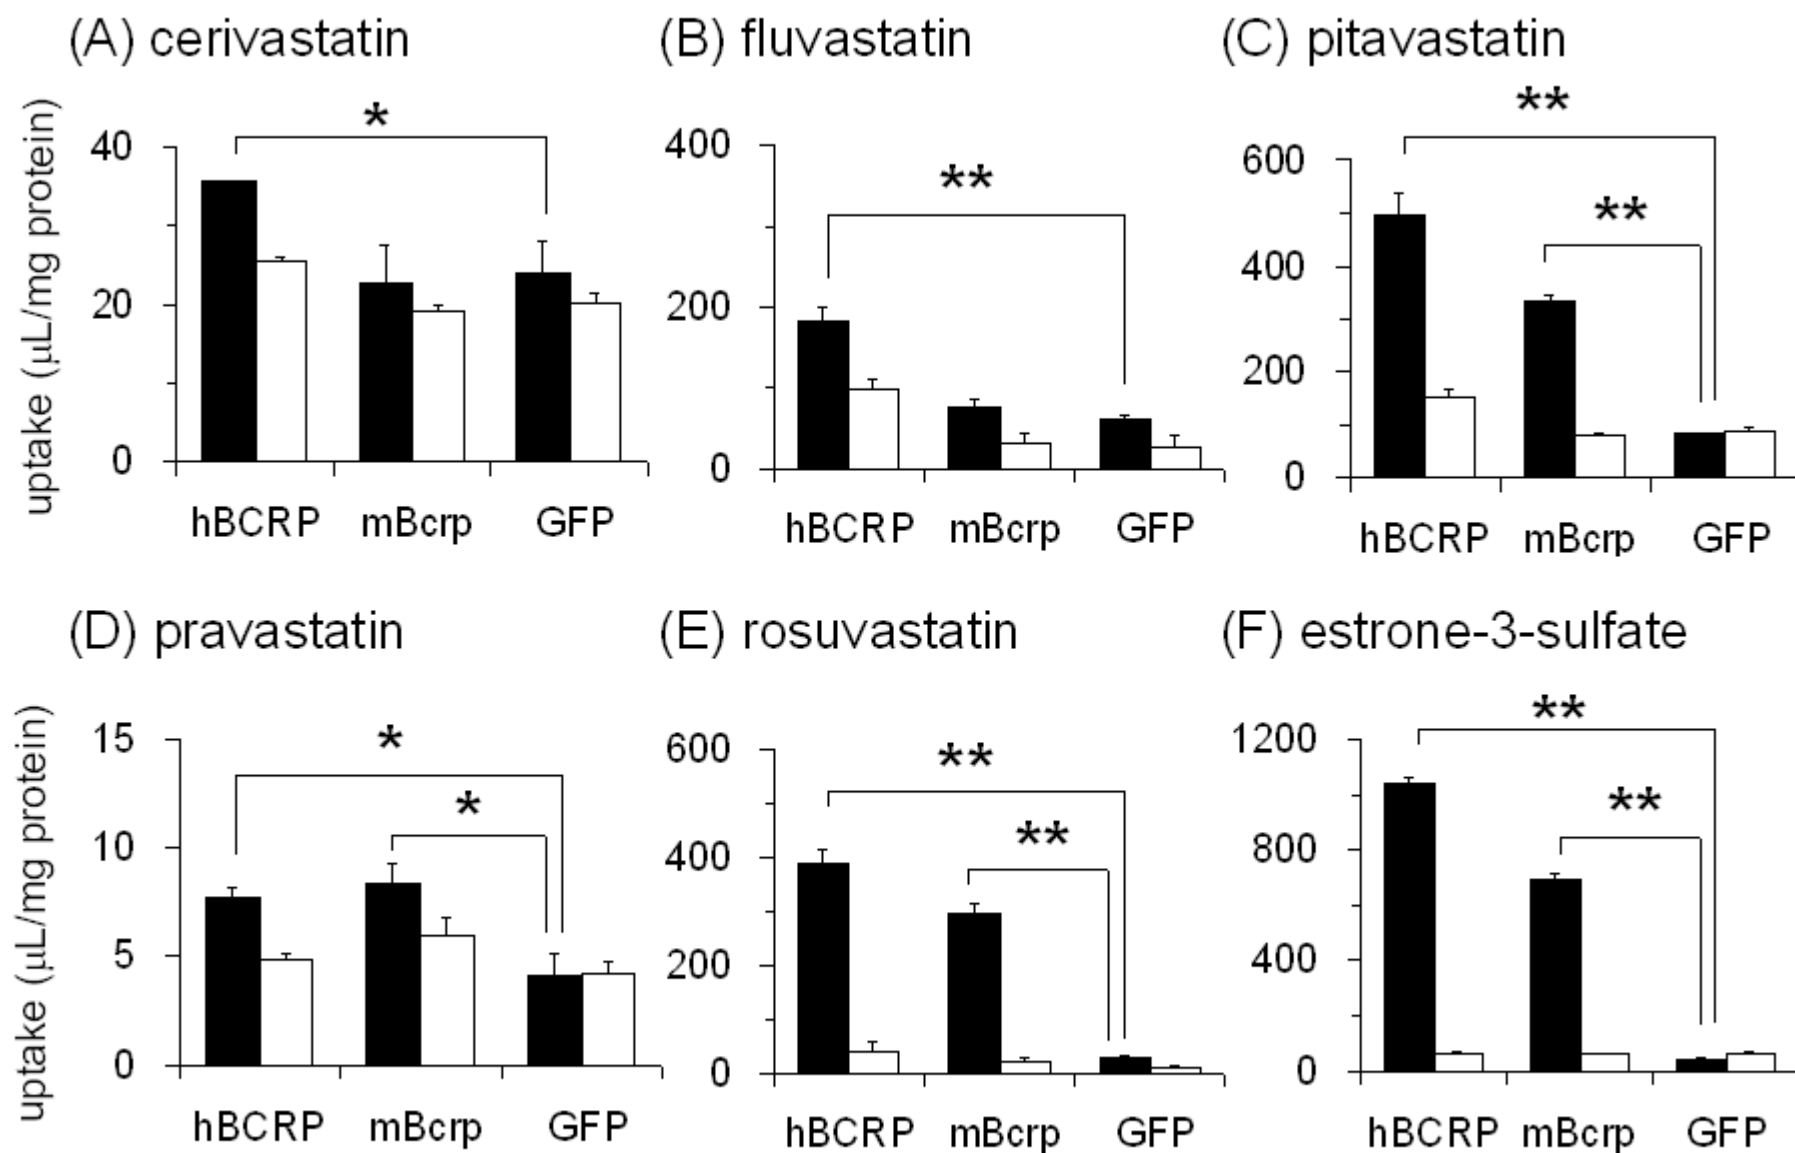 (A) cerivastatin
(B) fluvastatin
(C) pitavastatin
uptake (μL/mg protein)
40
20
0
*
hBCRP mBcrp GFP
400
200
0
**
hBCRP mBcrp GFP
600
400
200
0
**
**
hBCRP mBcrp GFP
(D) pravastatin
(E) rosuvastatin
(F) estrone-3-sulfate
uptake (μL/mg protein)
15
10
5
0
*
*
hBCRP mBcrp GFP
600
400
200
0
**
**
hBCRP mBcrp GFP
1200
800
400
0
**
**
hBCRP mBcrp GFP